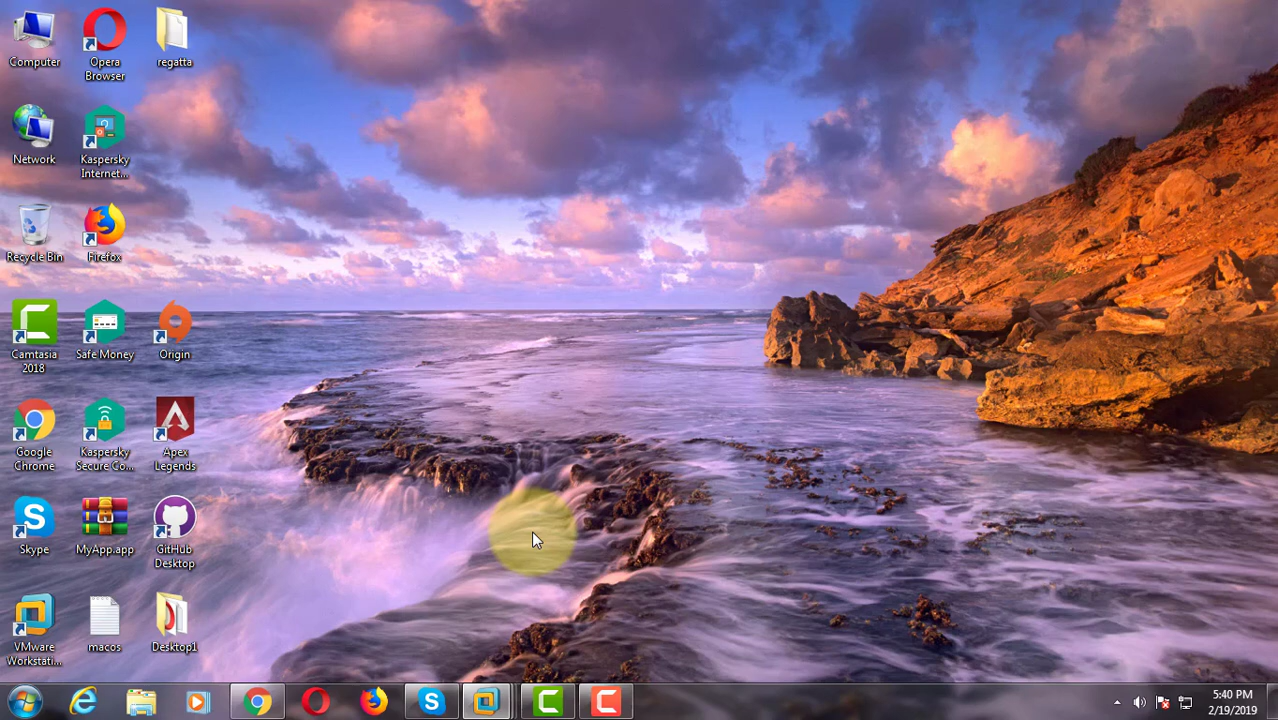 Computer
Opera
Browser
regatta
Network
Kaspersky
Internet...
Recycle Bin
Firefox
Camtasia
2018
Safe Money
Origin
Google
Chrome
Kaspersky
Secure Co...
Apex
Legends
Skype
MyApp.app
GitHub
Desktop
VMware
Workstati...
macos
Desktop1
5:40 PM
2/19/2019